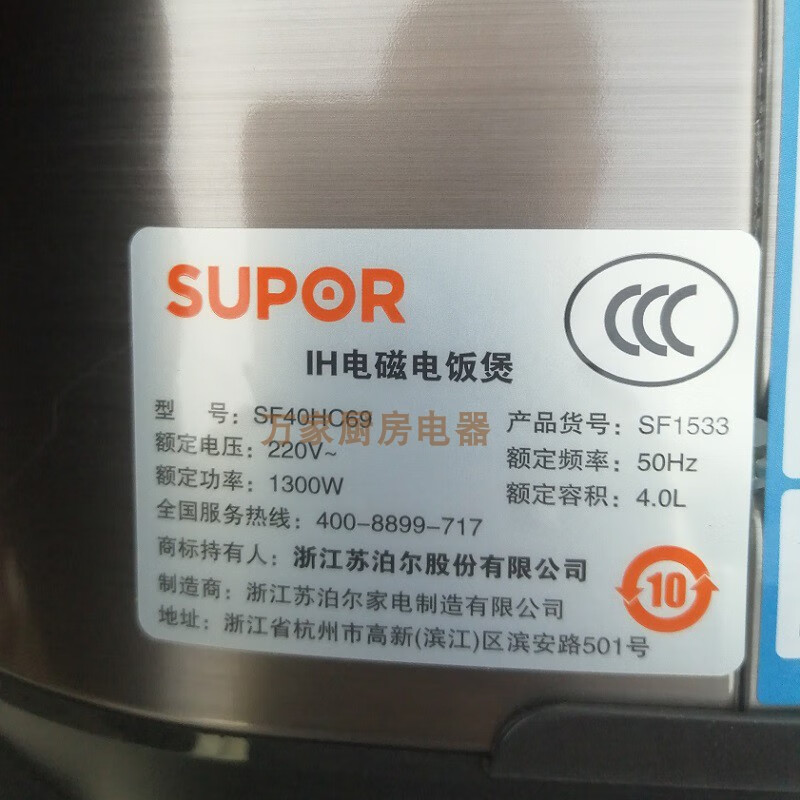 SUPOR
CCC
IH电磁电饭煲
型 号: SF40HC69
产品货号: SF1533
万家厨房电器
额定电压: 220V~
额定频率: 50Hz
额定功率: 1300W
额定容积: 4.0L
全国服务热线: 400-8899-717
商标持有人: 浙江苏泊尔股份有限公司
制造商: 浙江苏泊尔家电制造有限公司
10
地址: 浙江省杭州市高新(滨江)区滨安路501号